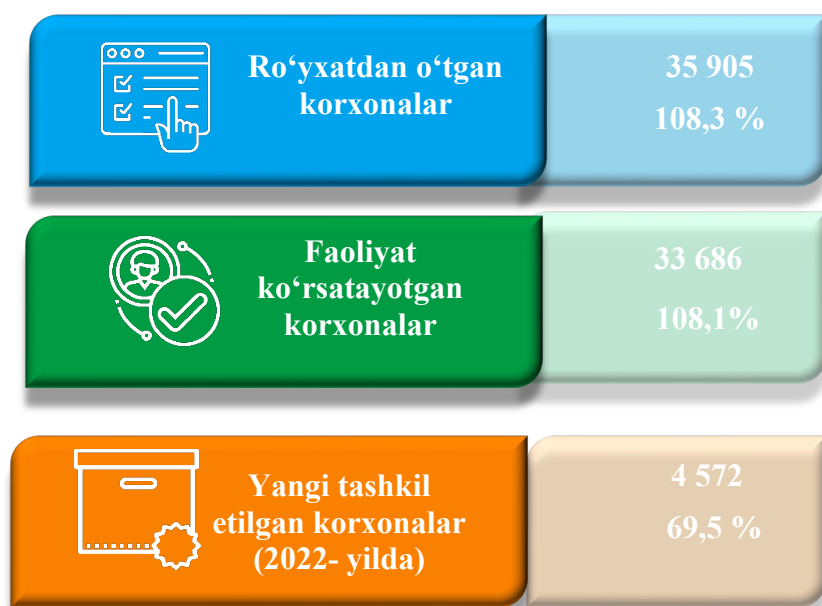 Ro‘yxatdan o‘tgan
korxonalar
35 905
108,3 %
Faoliyat
ko‘rsatayotgan
korxonalar
33 686
108,1%
Yangi tashkil
etilgan korxonalar
(2022- yilda)
4 572
69,5 %